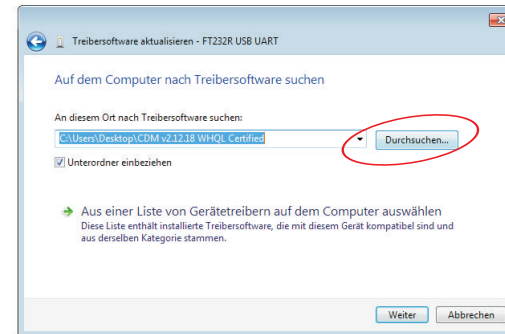 Treibersoftware aktualisieren - FT232R USB UART
Auf dem Computer nach Treibersoftware suchen
An diesem Ort nach Treibersoftware suchen:
C:\Users\Desktop\CDM v2.12.18 WHQL Certified
Durchsuchen...
Unterordner einbeziehen
Aus einer Liste von Gerätetreibern auf dem Computer auswählen
Diese Liste enthält installierte Treibersoftware, die mit diesem Gerät kompatibel sind und
aus derselben Kategorie stammen.
Weiter
Abbrechen